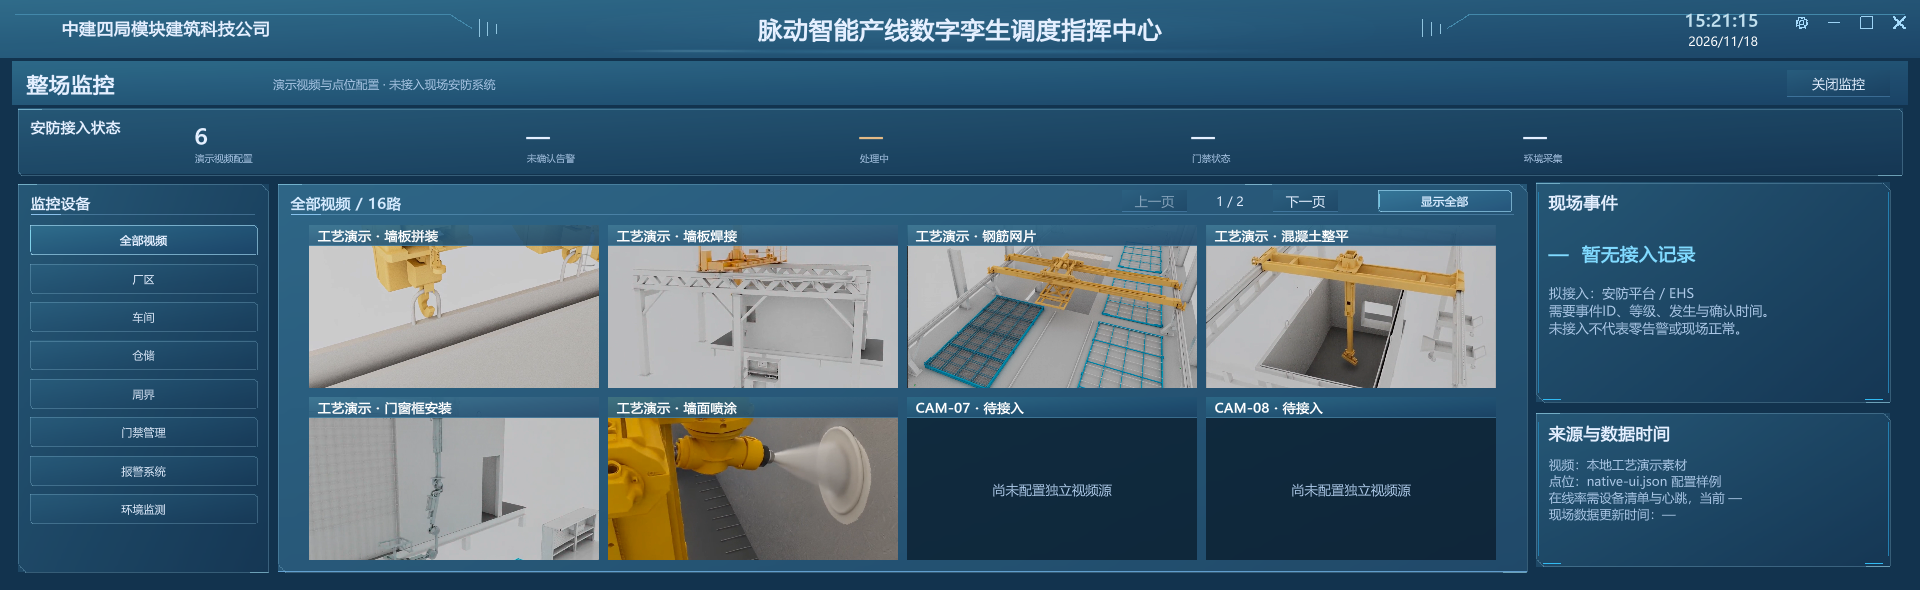 中建四局模块建筑科技公司
脉动智能产线数字孪生调度指挥中心
15:21:15
2026/11/18
整场监控
演示视频与点位配置 · 未接入现场安防系统
关闭监控
安防接入状态
6
演示视频配置
—
未确认告警
—
处理中
—
门禁状态
—
环境采集
监控设备
全部视频
厂区
车间
仓储
周界
门禁管理
报警系统
环境监测
全部视频 / 16路
上一页
1 / 2
下一页
显示全部
工艺演示 · 墙板拼装
工艺演示 · 墙板焊接
工艺演示 · 钢筋网片
工艺演示 · 混凝土整平
工艺演示 · 门窗框安装
工艺演示 · 墙面喷涂
CAM-07 · 待接入
CAM-08 · 待接入
尚未配置独立视频源
尚未配置独立视频源
现场事件
— 暂无接入记录
拟接入：安防平台 / EHS
需要事件ID、等级、发生与确认时间。
未接入不代表零告警或现场正常。
来源与数据时间
视频：本地工艺演示素材
点位：native-ui.json 配置样例
在线率需设备清单与心跳，当前 —
现场数据更新时间：—